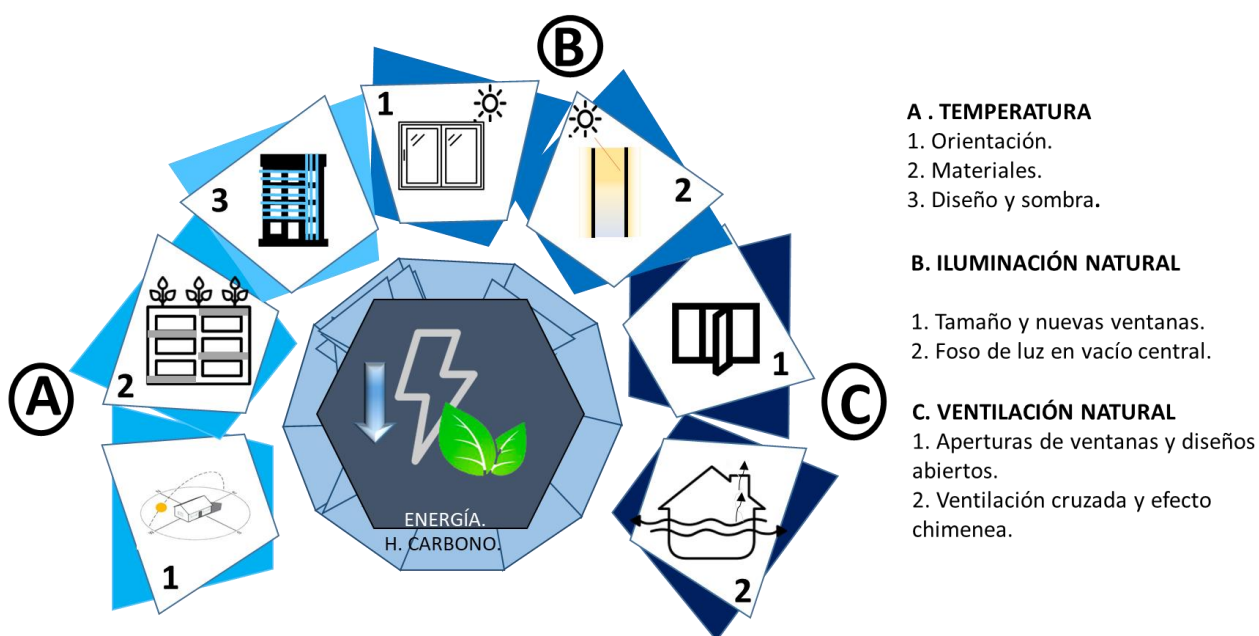 B
1
2
3
2
1
A
C
1
2
ENERGÍA.
H. CARBONO.
A . TEMPERATURA
1. Orientación.
2. Materiales.
3. Diseño y sombra.
B. ILUMINACIÓN NATURAL
1. Tamaño y nuevas ventanas.
2. Foso de luz en vacío central.
C. VENTILACIÓN NATURAL
1. Aperturas de ventanas y diseños
abiertos.
2. Ventilación cruzada y efecto
chimenea.